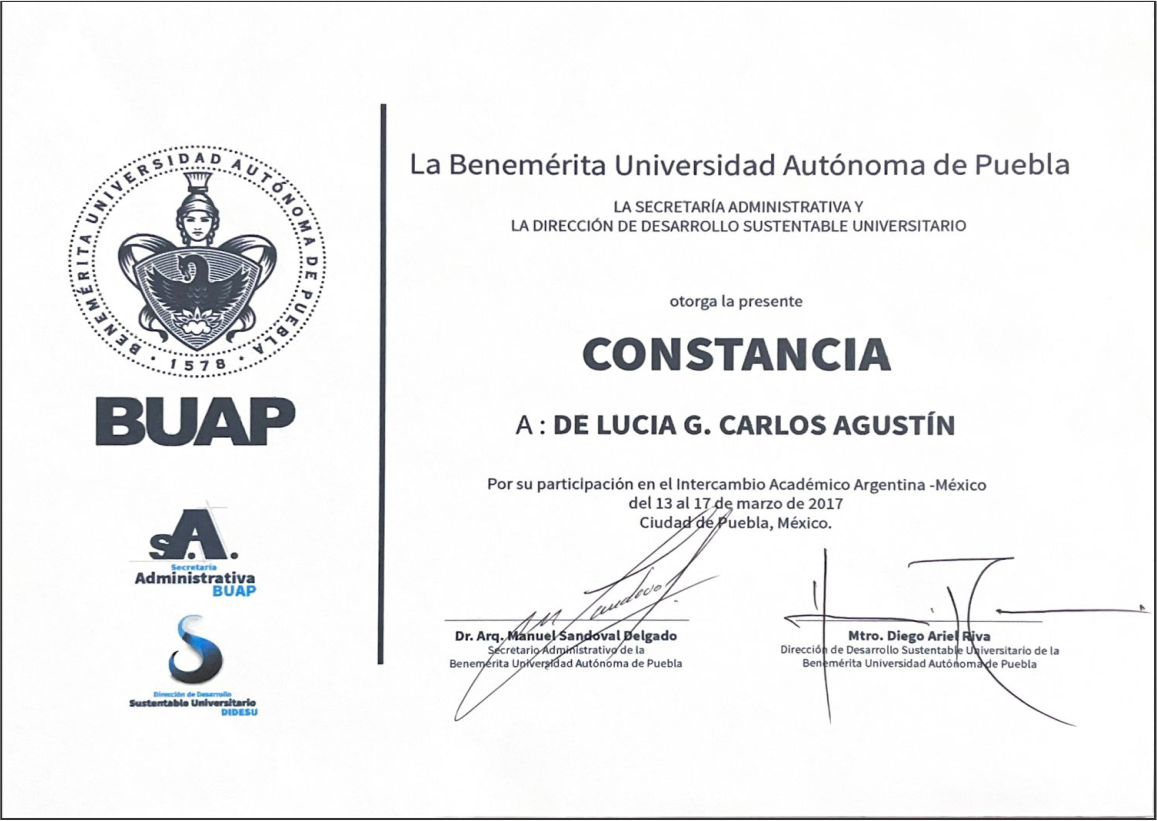 BENEMÉRITA UNIVERSIDAD AUTÓNOMA DE PUEBLA
· 1578 ·
BUAP
s.A.
Secretaría
Administrativa
BUAP
Dirección de Desarrollo
Sustentable Universitario
DIDESU
La Benemérita Universidad Autónoma de Puebla
LA SECRETARÍA ADMINISTRATIVA Y
LA DIRECCIÓN DE DESARROLLO SUSTENTABLE UNIVERSITARIO
otorga la presente
CONSTANCIA
A : DE LUCIA G. CARLOS AGUSTÍN
Por su participación en el Intercambio Académico Argentina -México
del 13 al 17 de marzo de 2017
Ciudad de Puebla, México.
Dr. Arq. Manuel Sandoval Delgado
Secretario Administrativo de la
Benemérita Universidad Autónoma de Puebla
Mtro. Diego Ariel Riva
Dirección de Desarrollo Sustentable Universitario de la
Benemérita Universidad Autónoma de Puebla